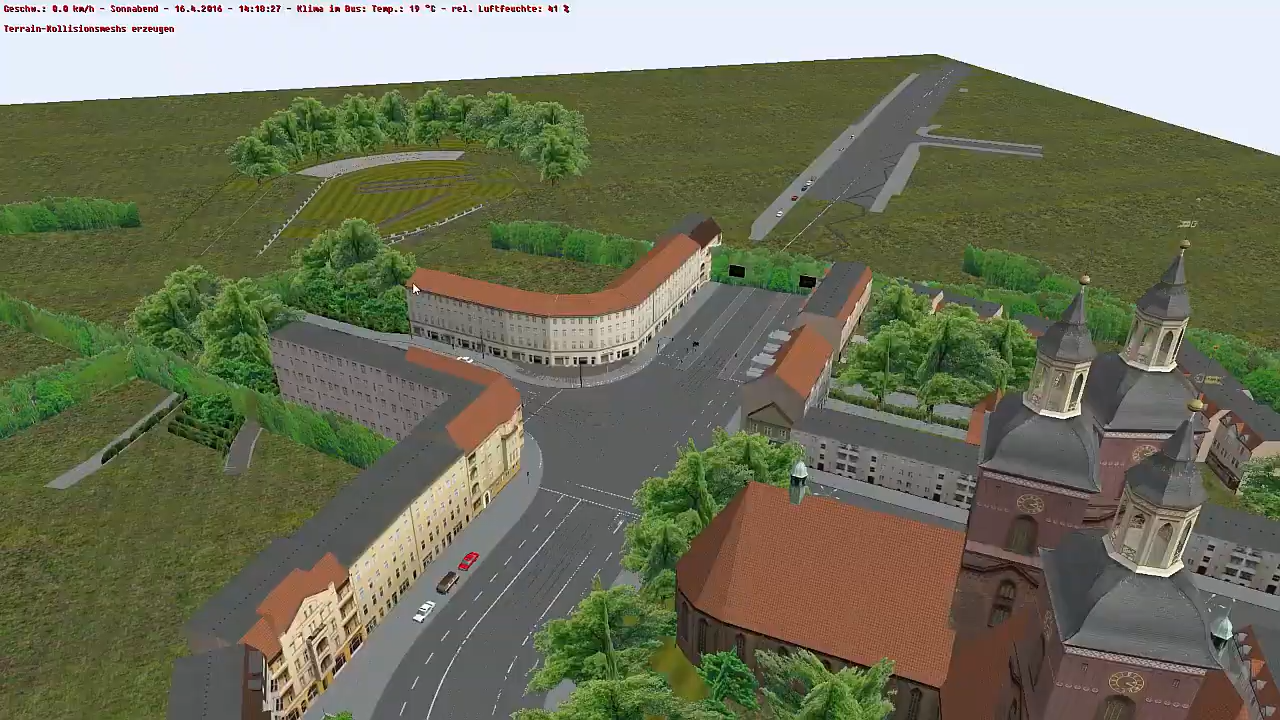 Geschw.: 0.0 km/h - Sonnabend - 16.4.2016 - 14:18:27 - Klima im Bus: Temp.: 19 °C - rel. Luftfeuchte: 41 %
Terrain-Kollisionsmeshs erzeugen